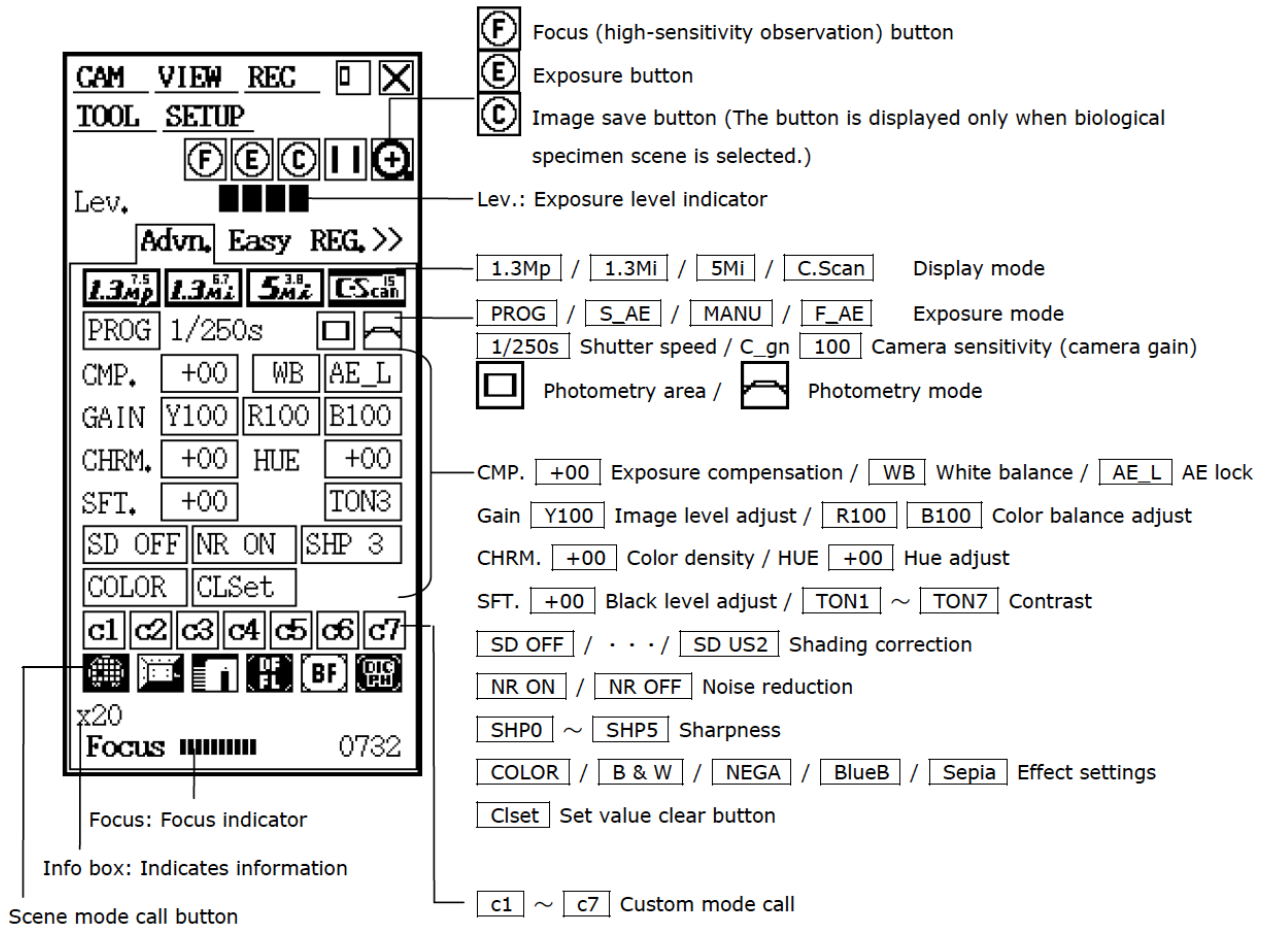 F Focus (high-sensitivity observation) button
E Exposure button
C Image save button (The button is displayed only when biological
specimen scene is selected.)
CAM VIEW REC
TOOL SETUP
F E C
Lev.
Lev.: Exposure level indicator
Advn. Easy REG. >>
1.3Mp 7.5 1.3Mi 6.7 5Mi 3.8 C-Scan 15
1.3Mp / 1.3Mi / 5Mi / C.Scan Display mode
PROG 1/250s
PROG / S_AE / MANU / F_AE Exposure mode
1/250s Shutter speed / C_gn 100 Camera sensitivity (camera gain)
Photometry area / Photometry mode
CMP. +00 WB AE_L
GAIN Y100 R100 B100
CHRM. +00 HUE +00
SFT. +00 TON3
SD OFF NR ON SHP 3
COLOR CLSet
c1 c2 c3 c4 c5 c6 c7
DF FL BF DIC PH
x20
Focus 0732
CMP. +00 Exposure compensation / WB White balance / AE_L AE lock
Gain Y100 Image level adjust / R100 B100 Color balance adjust
CHRM. +00 Color density / HUE +00 Hue adjust
SFT. +00 Black level adjust / TON1 ～ TON7 Contrast
SD OFF / ・・・/ SD US2 Shading correction
NR ON / NR OFF Noise reduction
SHP0 ～ SHP5 Sharpness
COLOR / B & W / NEGA / BlueB / Sepia Effect settings
Clset Set value clear button
c1 ～ c7 Custom mode call
Focus: Focus indicator
Info box: Indicates information
Scene mode call button